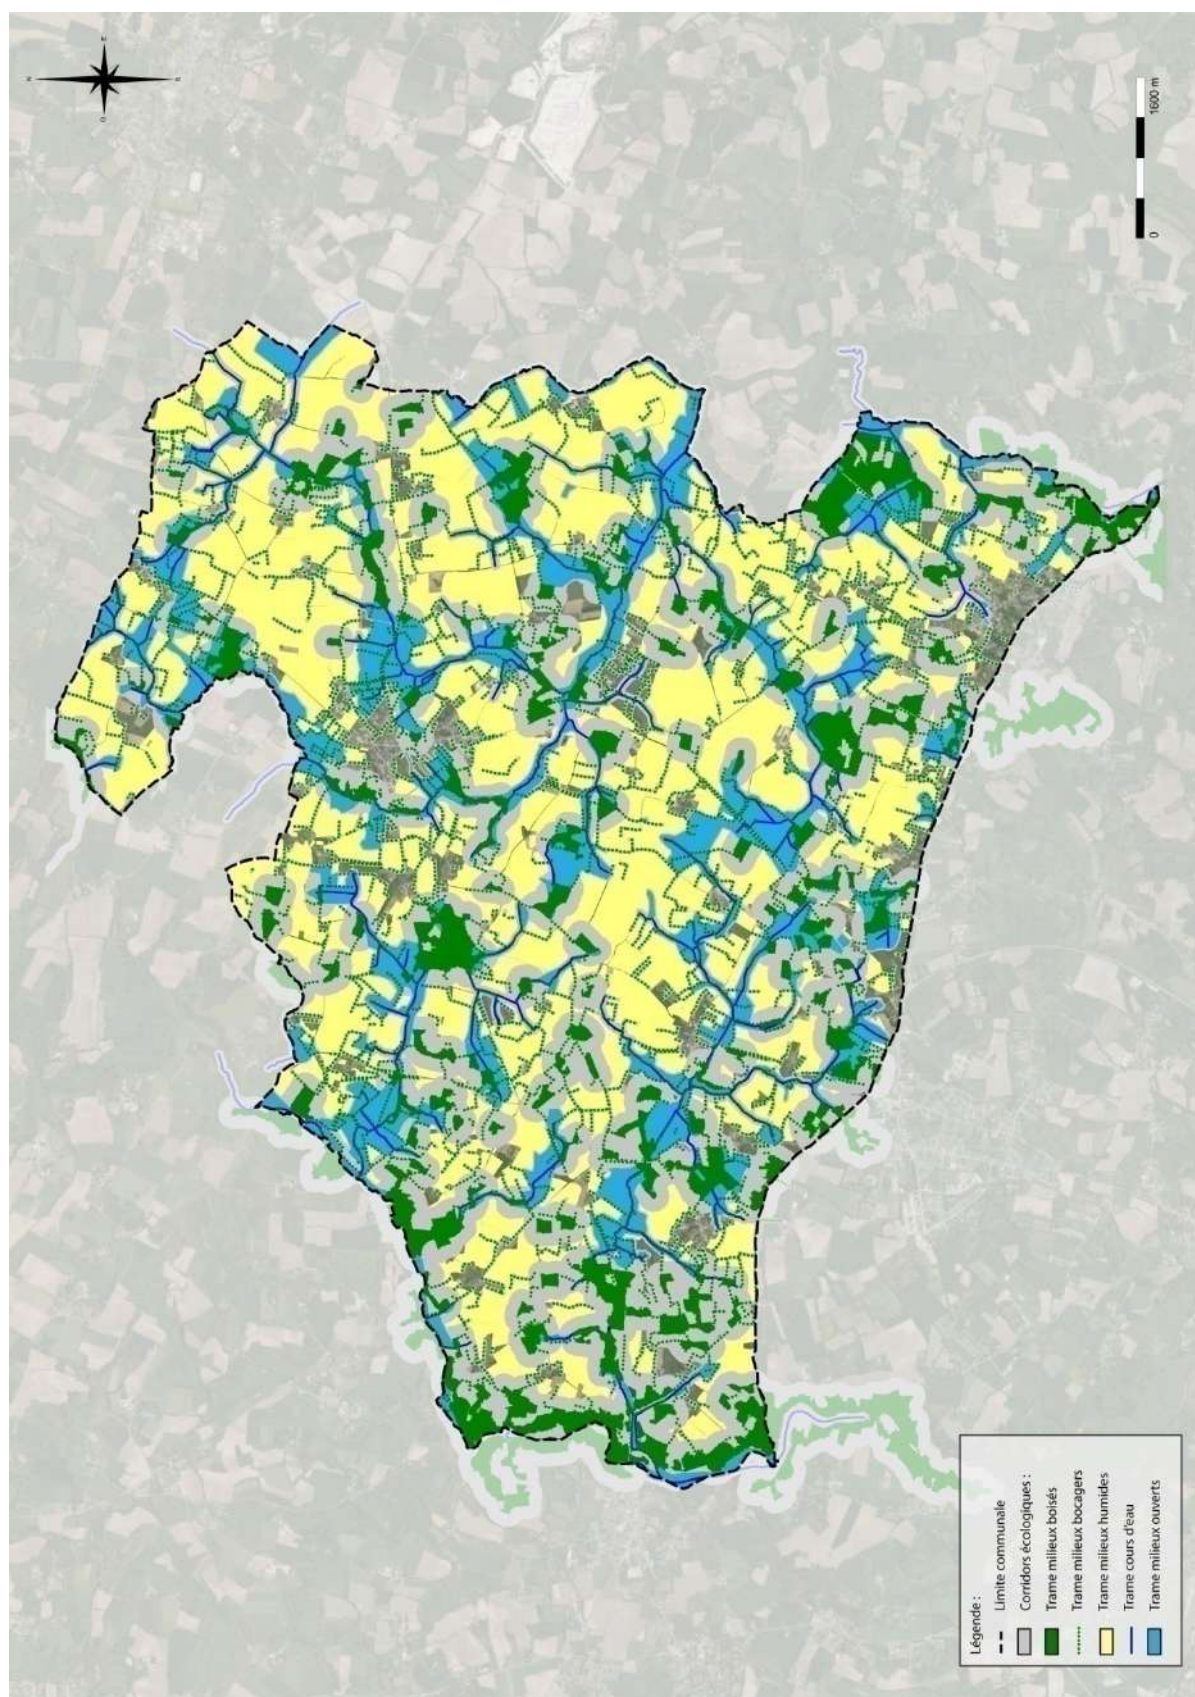 N
E
S
O
0
1600 m
Légende :
Limite communale
Corridors écologiques :
Trame milieux boisés
Trame milieux bocagers
Trame milieux humides
Trame cours d'eau
Trame milieux ouverts